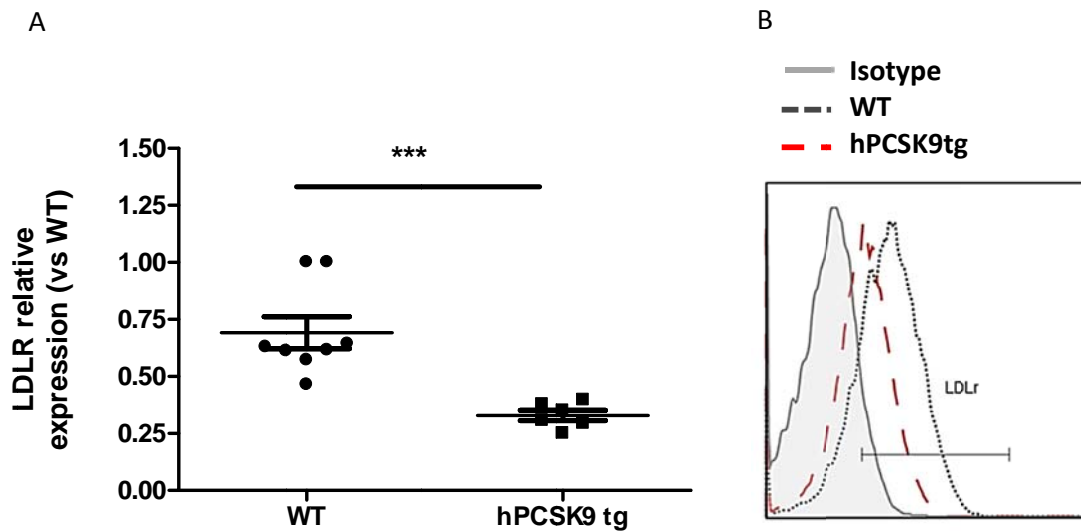 A
LDLR relative
expression (vs WT)
1.50
1.25
1.00
0.75
0.50
0.25
0.00
***
WT
hPCSK9 tg
B
Isotype
WT
hPCSK9tg
LDLr